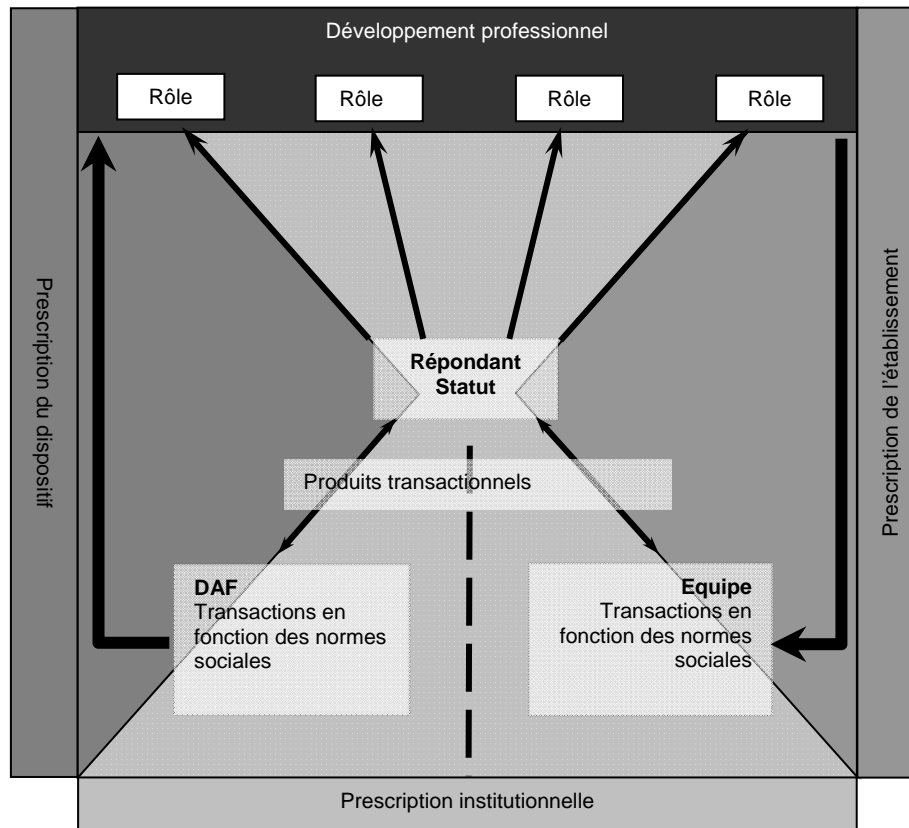 Développement professionnel
Rôle
Rôle
Rôle
Rôle
Prescription du dispositif
Prescription de l'établissement
Répondant
Statut
Produits transactionnels
DAF
Transactions en
fonction des normes
sociales
Equipe
Transactions en
fonction des normes
sociales
Prescription institutionnelle